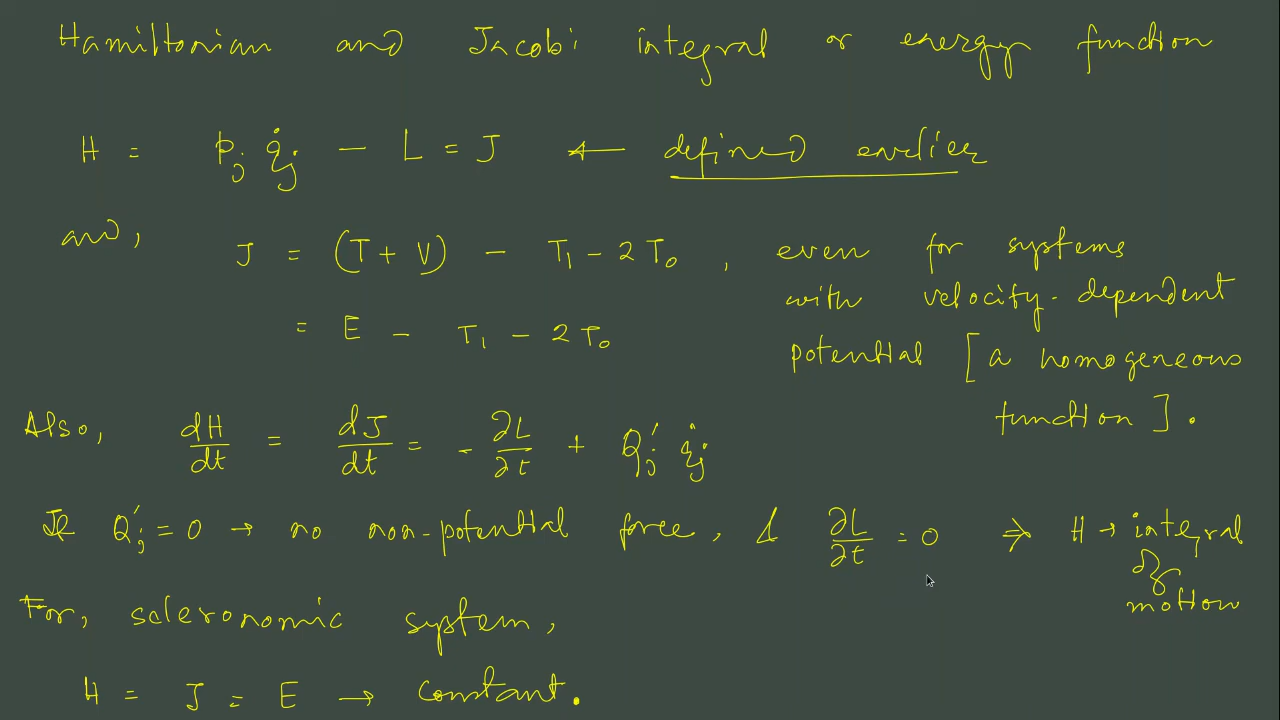 Hamiltonian and Jacobi integral or energy function
H = p_j q̇_j − L = J ← defined earlier
and, J = (T + V) − T₁ − 2T₀ , even for systems
with velocity-dependent
= E − T₁ − 2T₀
potential [a homogeneous
function].
Also, dH/dt = dJ/dt = − ∂L/∂t + Q'_j q̇_j
If Q'_j = 0 → no non-potential force, & ∂L/∂t = 0 ⇒ H → integral
of
motion
For, scleronomic system,
H = J = E → constant.